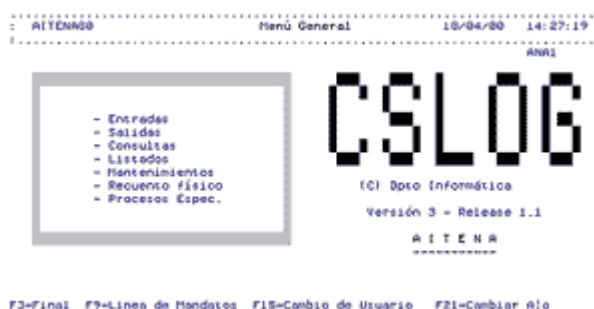 : AITENA60 Menú General 18/04/00 14:27:19
:
ANA1
CSLOG
- Entradas
- Salidas
- Consultas
- Listados
- Mantenimientos
- Recuento físico
- Procesos Espec.
(C) Dpto Informática
Versión 3 - Release 1.1
A I T E N A
-----------
F3=Final F9=Linea de Mandatos F15=Cambio de Usuario F21=Cambiar A¦o